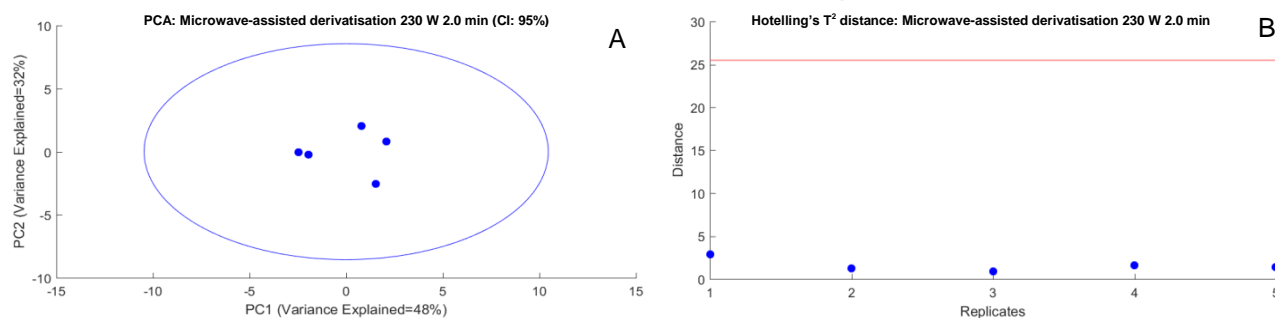 PCA: Microwave-assisted derivatisation 230 W 2.0 min (CI: 95%)
A
10
5
0
-5
-10
-15 -10 -5 0 5 10 15
PC2 (Variance Explained=32%)
PC1 (Variance Explained=48%)
Hotelling's T² distance: Microwave-assisted derivatisation 230 W 2.0 min
B
30
25
20
15
10
5
0
1 2 3 4 5
Distance
Replicates